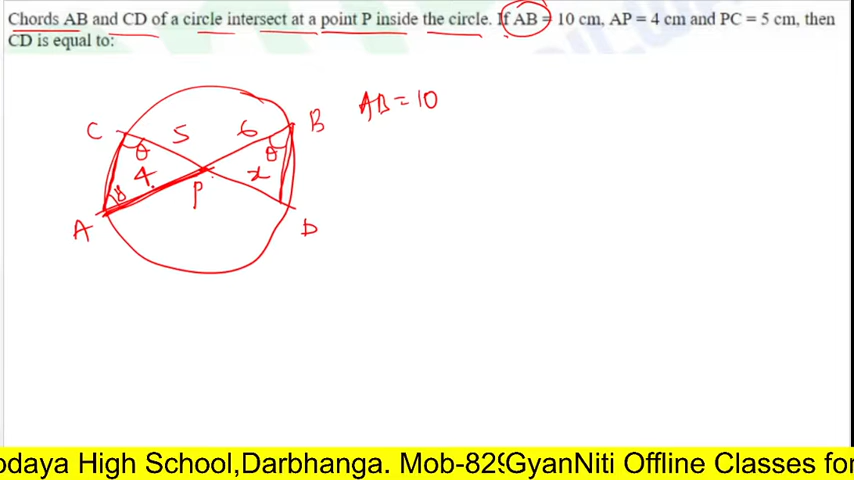 Chords AB and CD of a circle intersect at a point P inside the circle. If AB = 10 cm, AP = 4 cm and PC = 5 cm, then
CD is equal to:
AB = 10
C 5 6 B
θ θ
4 x
P
A D
odaya High School,Darbhanga. Mob-829GyanNiti Offline Classes for